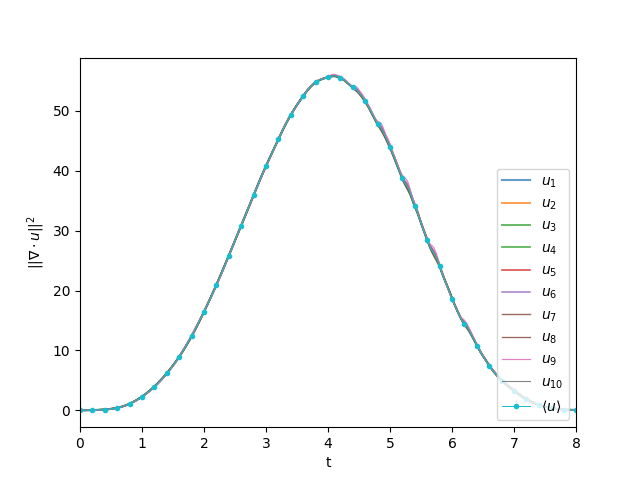 ||∇ · u||²
50
40
30
20
10
0
0 1 2 3 4 5 6 7 8
t
u₁
u₂
u₃
u₄
u₅
u₆
u₇
u₈
u₉
u₁₀
⟨u⟩